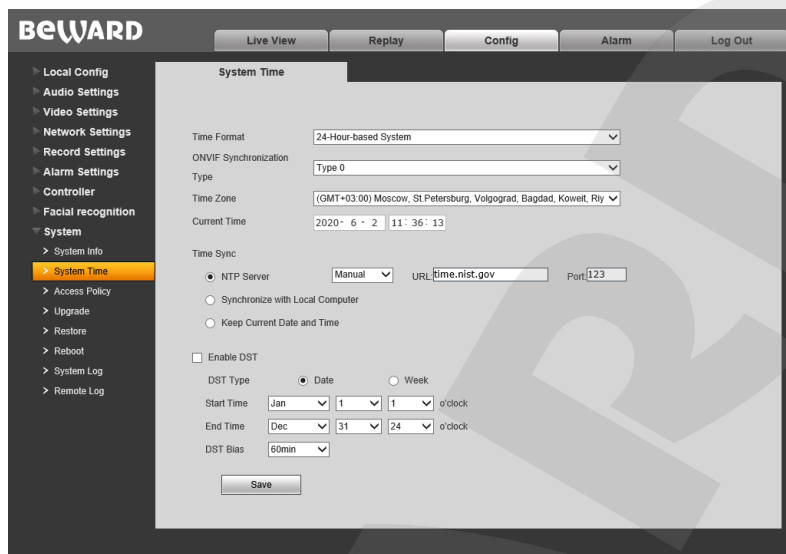 BEWARD
Live View
Replay
Config
Alarm
Log Out
Local Config
Audio Settings
Video Settings
Network Settings
Record Settings
Alarm Settings
Controller
Facial recognition
System
System Info
System Time
Access Policy
Upgrade
Restore
Reboot
System Log
Remote Log
System Time
Time Format 24-Hour-based System
ONVIF Synchronization
Type Type 0
Time Zone (GMT+03:00) Moscow, St.Petersburg, Volgograd, Bagdad, Koweit, Riy
Current Time 2020- 6 - 2 11: 36: 13
Time Sync
NTP Server Manual URL: time.nist.gov Port: 123
Synchronize with Local Computer
Keep Current Date and Time
Enable DST
DST Type Date Week
Start Time Jan 1 1 o'clock
End Time Dec 31 24 o'clock
DST Bias 60min
Save